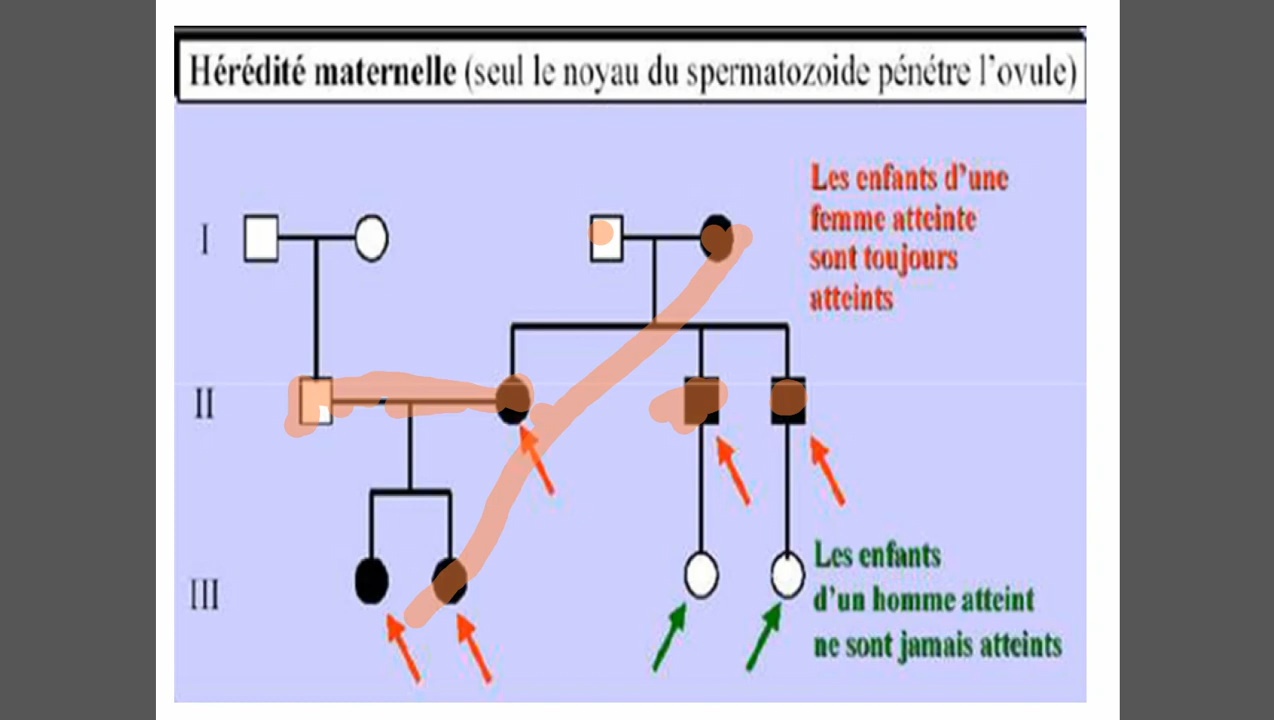 Hérédité maternelle (seul le noyau du spermatozoide pénétre l'ovule)
I
Les enfants d'une
femme atteinte
sont toujours
atteints
II
III
Les enfants
d'un homme atteint
ne sont jamais atteints